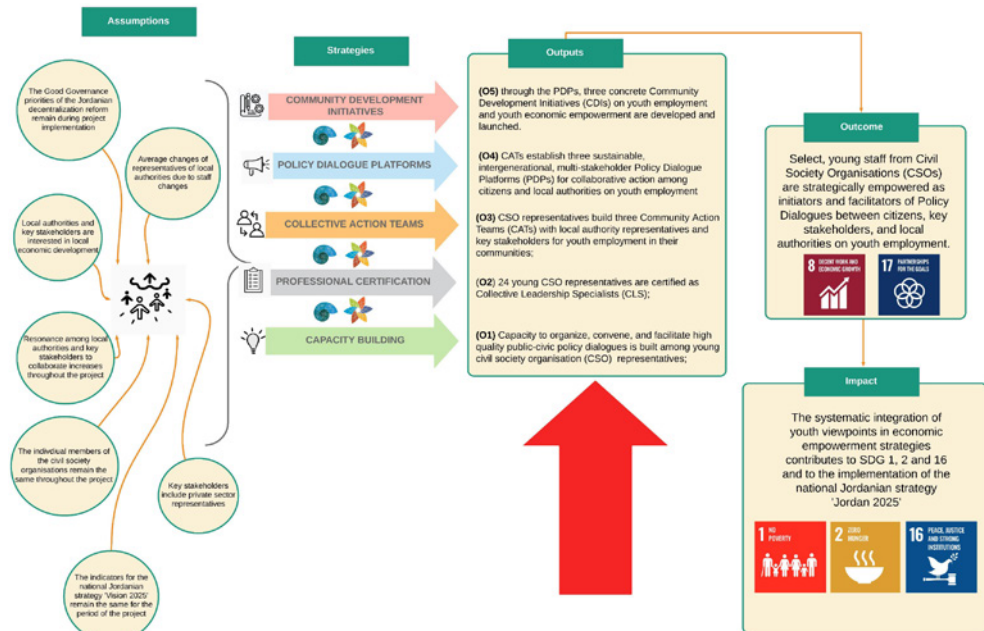 Assumptions
The Good Governance
priorities of the Jordanian
decentralization reform
remain during project
implementation
Average changes of
representatives of local
authorities due to staff
changes
Local authorities and
key stakeholders are
interested in local
economic development
Resonance among local
authorities and key
stakeholders to
collaborate increases
throughout the project
The indivdiual members of
the civil society
organisations remain the
same throughout the project
Key stakeholders
include private sector
representatives
The indicators for the
national Jordanian
strategy 'Vision 2025'
remain the same for the
period of the project
Strategies
COMMUNITY DEVELOPMENT
INITIATIVES
POLICY DIALOGUE PLATFORMS
COLLECTIVE ACTION TEAMS
PROFESSIONAL CERTIFICATION
CAPACITY BUILDING
Outputs
(O5) through the PDPs, three concrete Community
Development Initiatives (CDIs) on youth employment
and youth economic empowerment are developed and
launched.
(O4) CATs establish three sustainable,
intergenerational, multi-stakeholder Policy Dialogue
Platforms (PDPs) for collaborative action among
citizens and local authorities on youth employment
(O3) CSO representatives build three Community Action
Teams (CATs) with local authority representatives and
key stakeholders for youth employment in their
communities;
(O2) 24 young CSO representatives are certified as
Collective Leadership Specialists (CLS);
(O1) Capacity to organize, convene, and facilitate high
quality public-civic policy dialogues is built among young
civil society organisation (CSO) representatives;
Outcome
Select, young staff from Civil
Society Organisations (CSOs)
are strategically empowered as
initiators and facilitators of Policy
Dialogues between citizens, key
stakeholders, and local
authorities on youth employment.
8 DECENT WORK AND
ECONOMIC GROWTH
17 PARTNERSHIPS
FOR THE GOALS
Impact
The systematic integration of
youth viewpoints in economic
empowerment strategies
contributes to SDG 1, 2 and 16
and to the implementation of the
national Jordanian strategy
'Jordan 2025'
1 NO
POVERTY
2 ZERO
HUNGER
16 PEACE, JUSTICE
AND STRONG
INSTITUTIONS